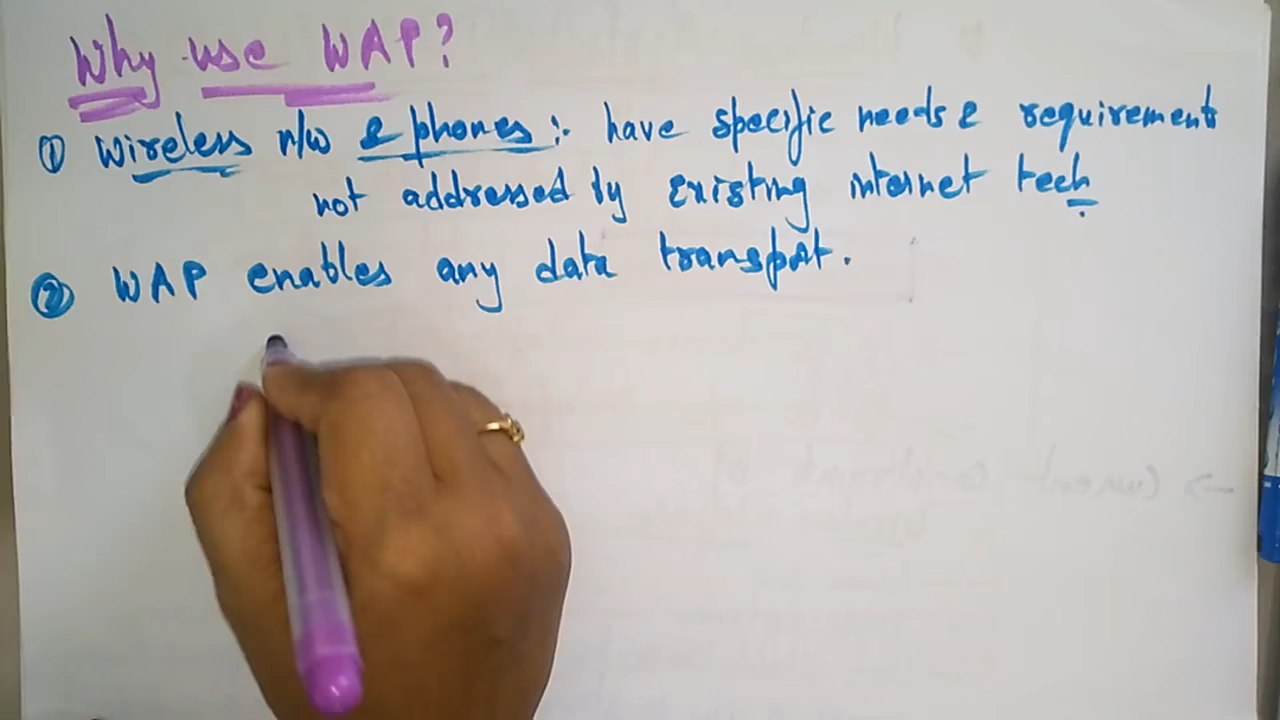 Why use WAP?
① Wireless n/w & phones :- have specific needs & requirement
not addressed by existing internet tech
② WAP enables any data transport.